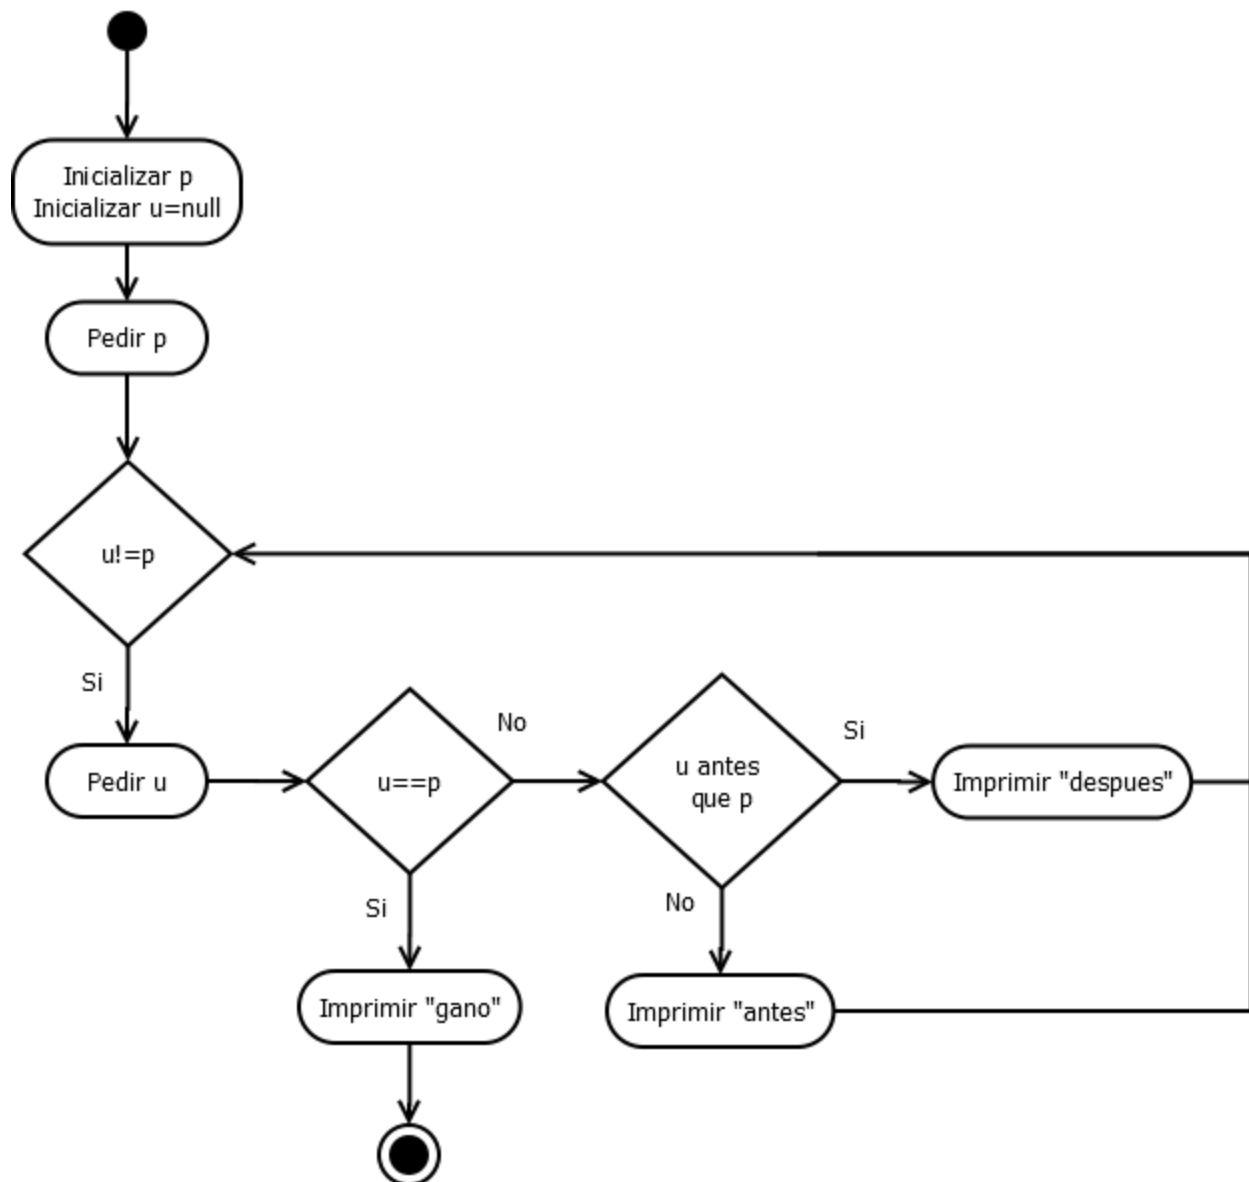 Inicializar p
Inicializar u=null
Pedir p
u!=p
Si
Pedir u
u==p
No
u antes
que p
Si
Imprimir "despues"
Si
No
Imprimir "gano"
Imprimir "antes"